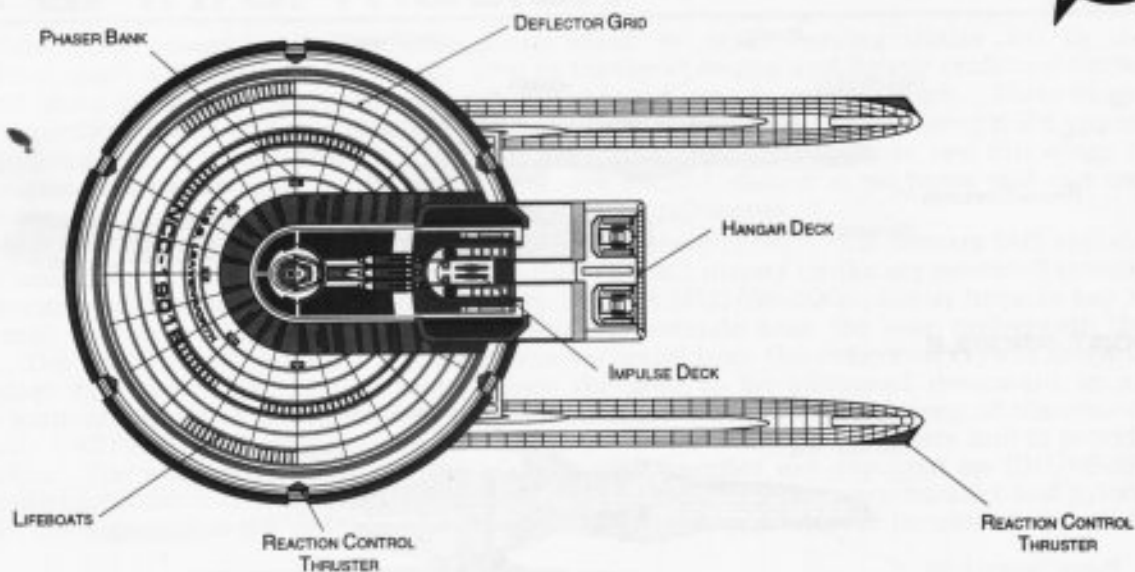 DEFLECTOR GRID
PHASER BANK
HANGAR DECK
IMPULSE DECK
LIFEBOATS
REACTION CONTROL
THRUSTER
REACTION CONTROL
THRUSTER